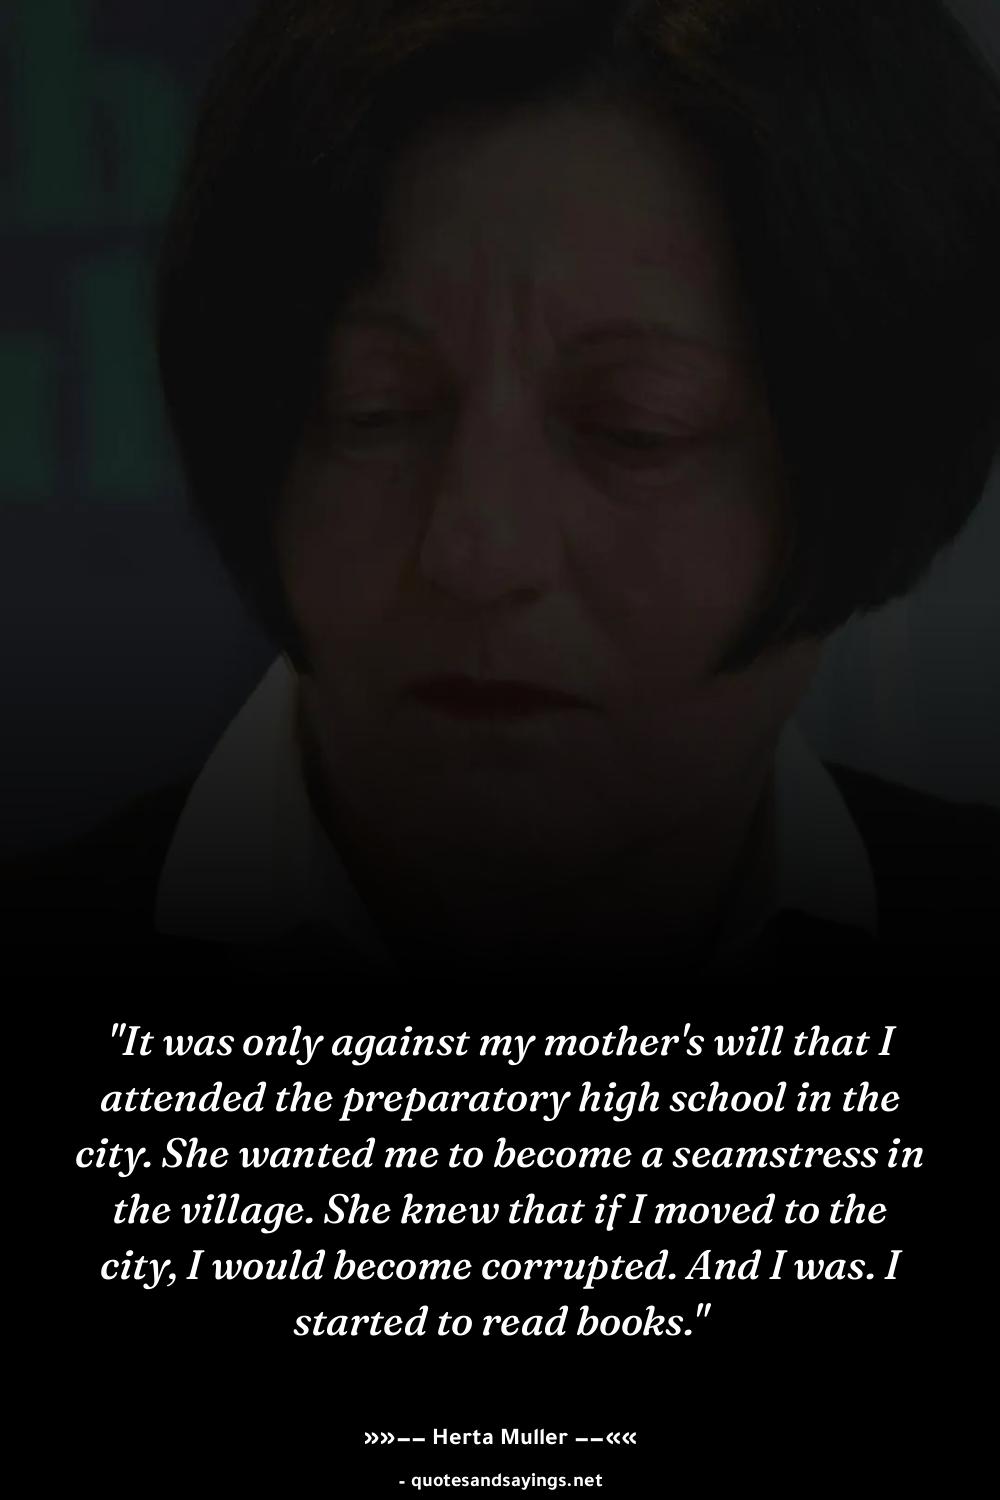 "It was only against my mother's will that I
attended the preparatory high school in the
city. She wanted me to become a seamstress in
the village. She knew that if I moved to the
city, I would become corrupted. And I was. I
started to read books."
»»–– Herta Muller ––««
- quotesandsayings.net